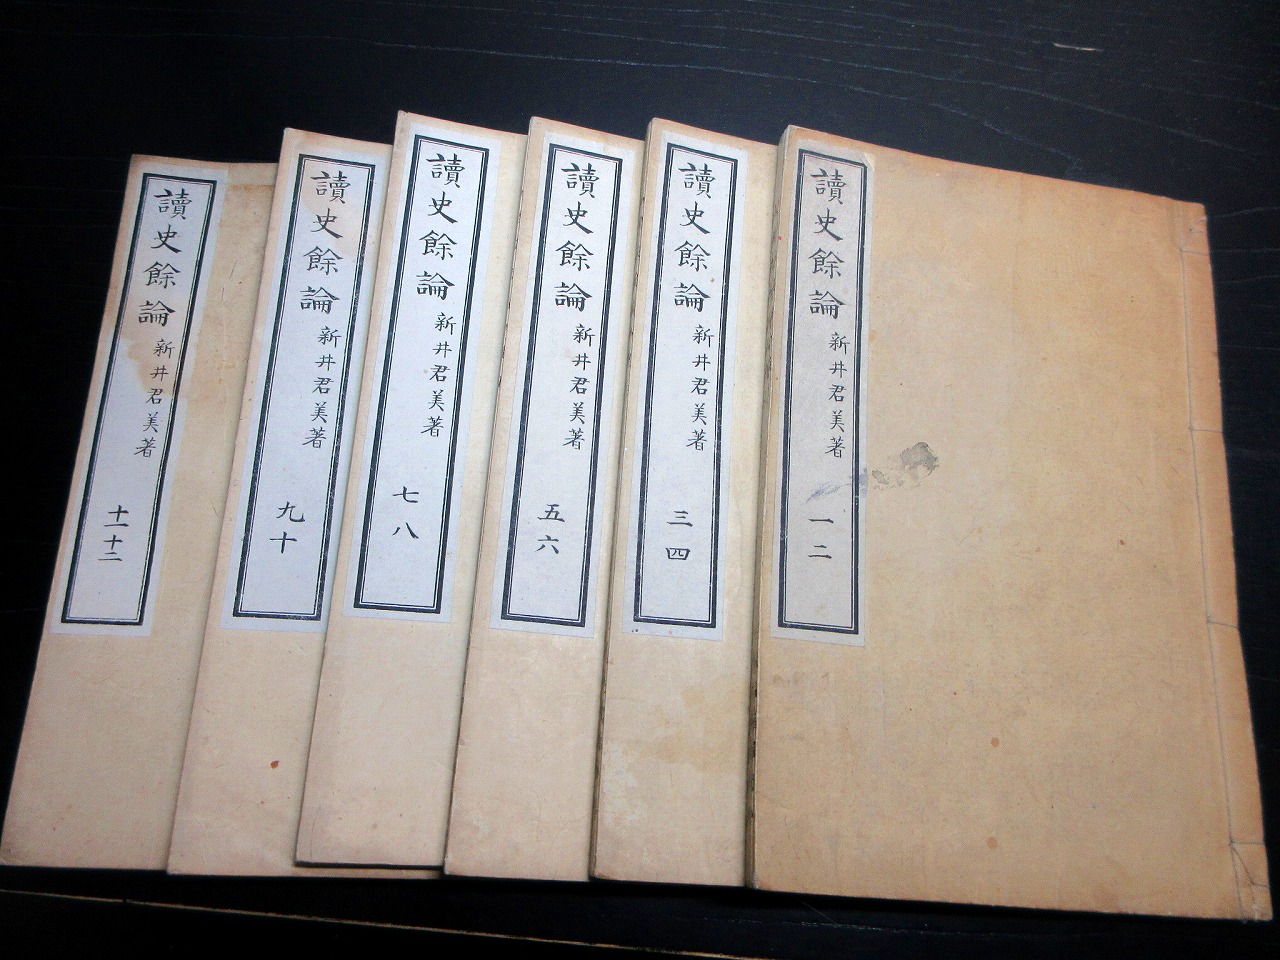 讀史餘論 新井君美著 一二
讀史餘論 新井君美著 三四
讀史餘論 新井君美著 五六
讀史餘論 新井君美著 七八
讀史餘論 新井君美著 九十
讀史餘論 新井君美著 十一十二